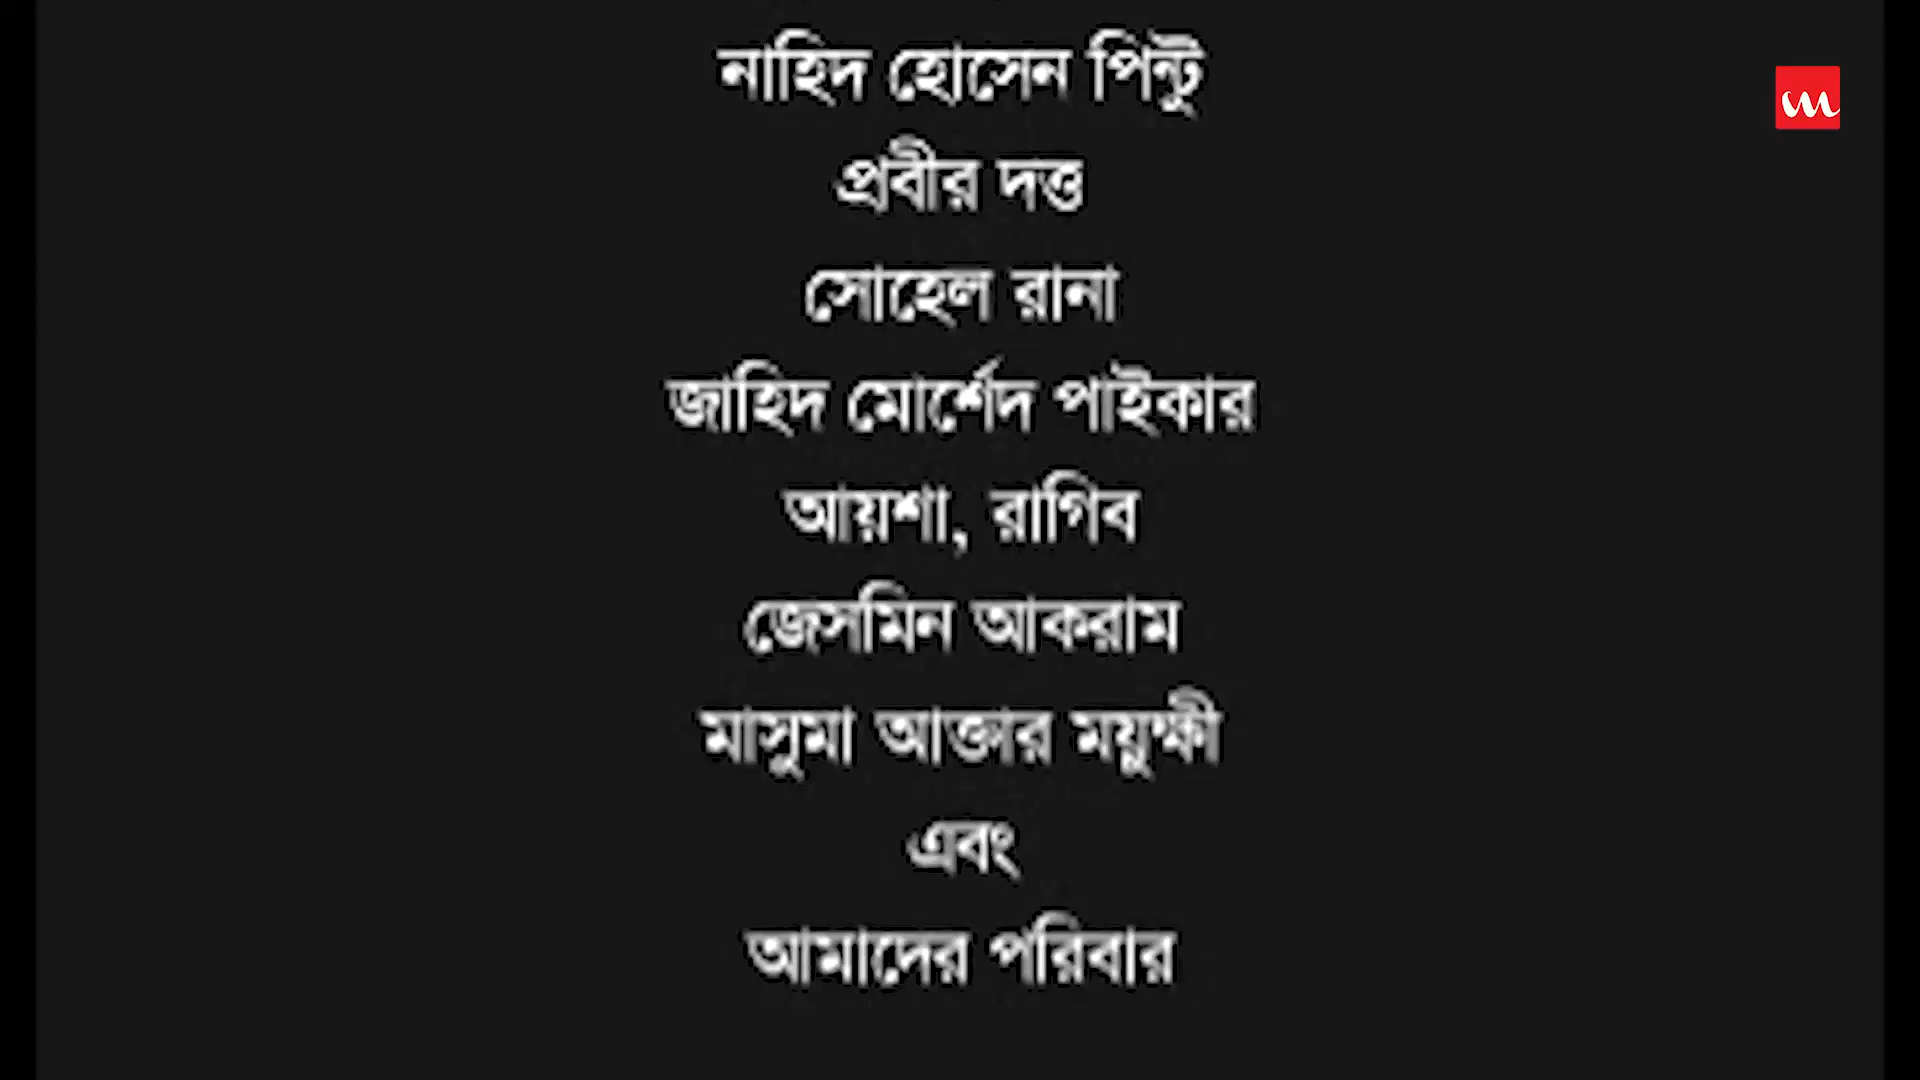 নাহিদ হোসেন পিন্টু
প্রবীর দত্ত
সোহেল রানা
জাহিদ মোর্শেদ পাইকার
আয়শা, রাগিব
জেসমিন আকরাম
মাসুমা আক্তার ময়ুক্ষী
এবং
আমাদের পরিবার